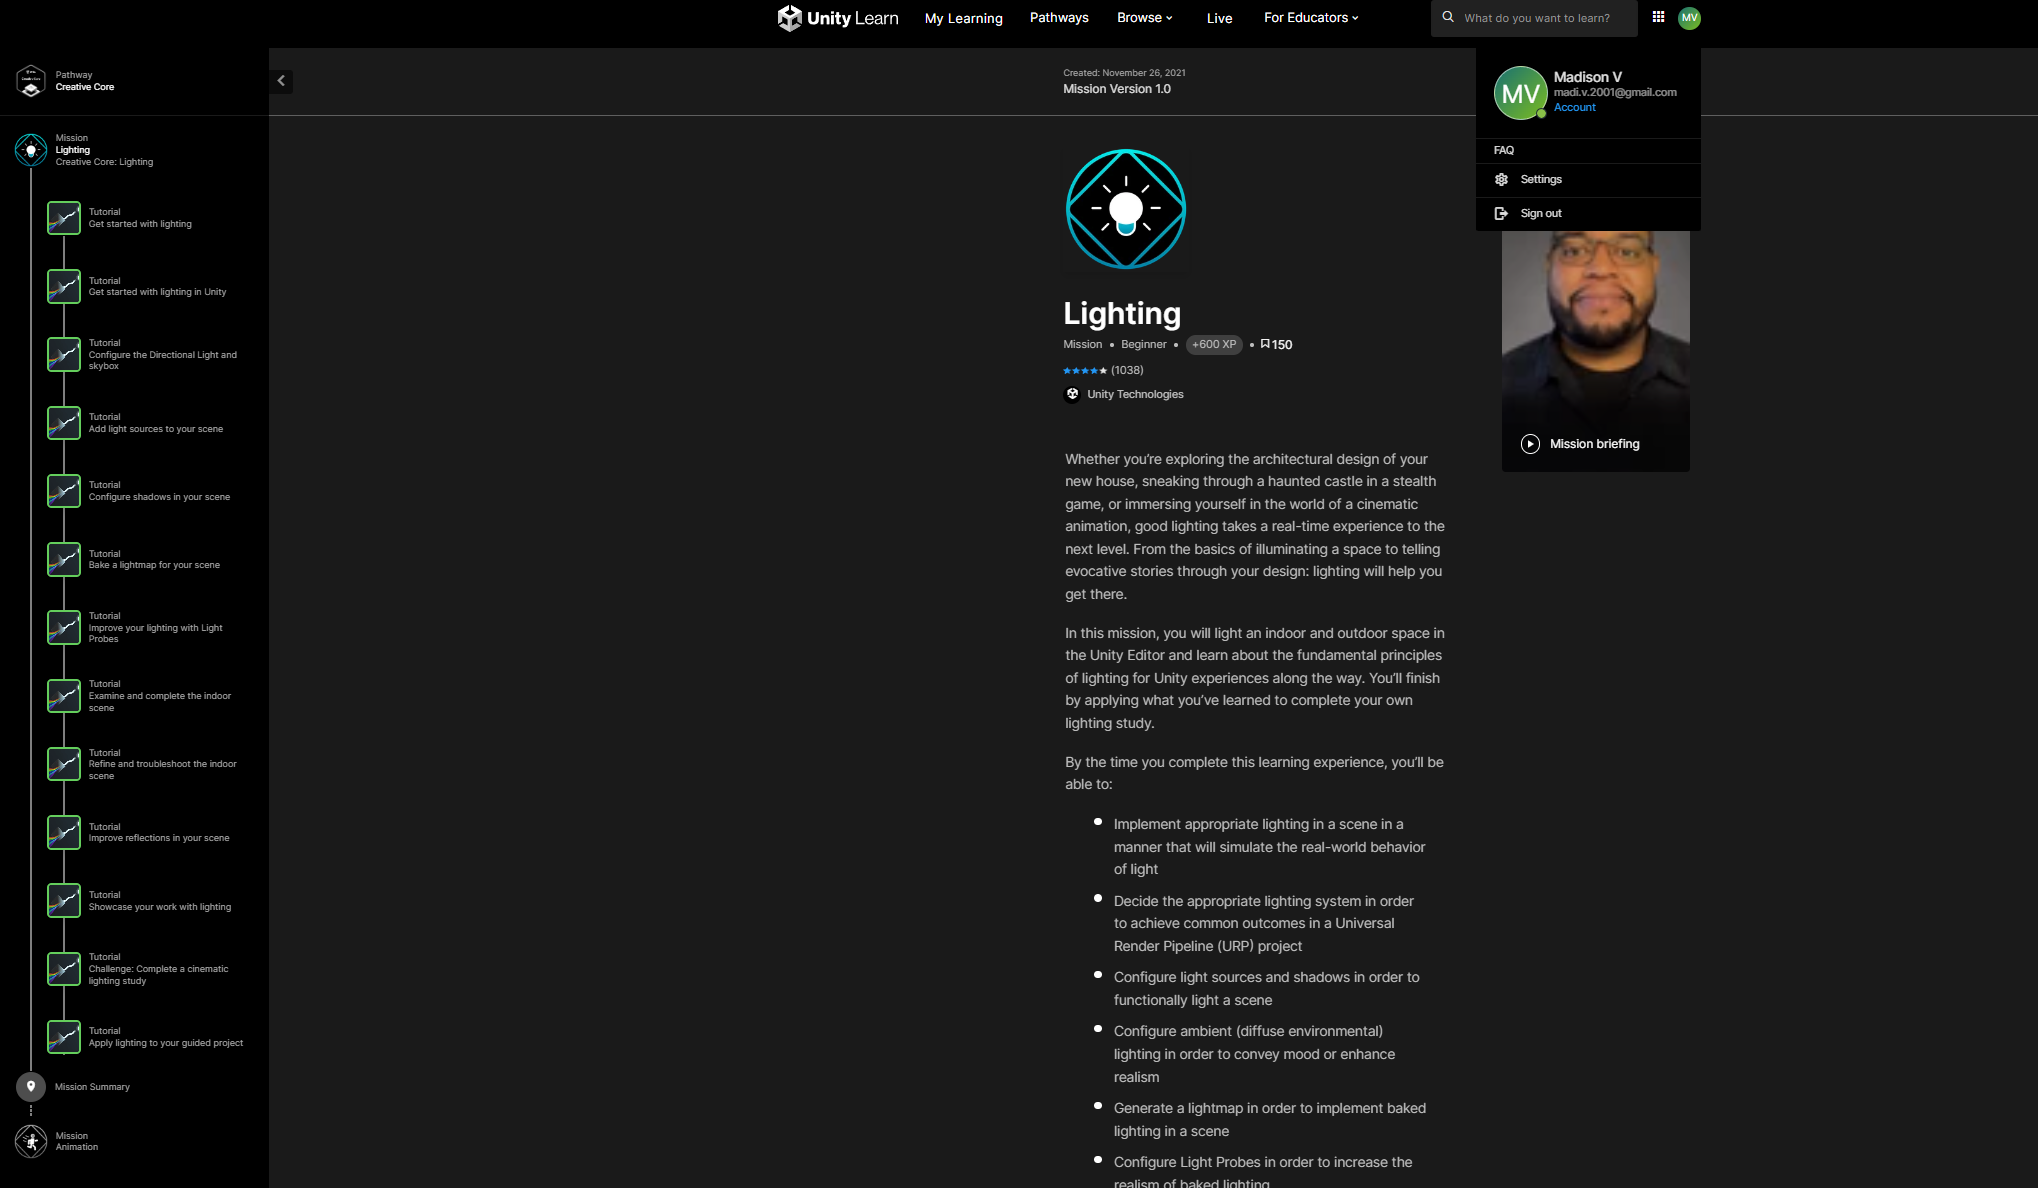 Unity Learn
My Learning
Pathways
Browse
Live
For Educators
What do you want to learn?
MV
Pathway
Creative Core
Mission
Lighting
Creative Core: Lighting
Tutorial
Get started with lighting
Tutorial
Get started with lighting in Unity
Tutorial
Configure the Directional Light and
skybox
Tutorial
Add light sources to your scene
Tutorial
Configure shadows in your scene
Tutorial
Bake a lightmap for your scene
Tutorial
Improve your lighting with Light
Probes
Tutorial
Examine and complete the indoor
scene
Tutorial
Refine and troubleshoot the indoor
scene
Tutorial
Improve reflections in your scene
Tutorial
Showcase your work with lighting
Tutorial
Challenge: Complete a cinematic
lighting study
Tutorial
Apply lighting to your guided project
Mission Summary
Mission
Animation
Created: November 26, 2021
Mission Version 1.0
Lighting
Mission • Beginner • +600 XP • 150
(1038)
Unity Technologies
Whether you’re exploring the architectural design of your
new house, sneaking through a haunted castle in a stealth
game, or immersing yourself in the world of a cinematic
animation, good lighting takes a real-time experience to the
next level. From the basics of illuminating a space to telling
evocative stories through your design: lighting will help you
get there.
In this mission, you will light an indoor and outdoor space in
the Unity Editor and learn about the fundamental principles
of lighting for Unity experiences along the way. You’ll finish
by applying what you’ve learned to complete your own
lighting study.
By the time you complete this learning experience, you’ll be
able to:
Implement appropriate lighting in a scene in a
manner that will simulate the real-world behavior
of light
Decide the appropriate lighting system in order
to achieve common outcomes in a Universal
Render Pipeline (URP) project
Configure light sources and shadows in order to
functionally light a scene
Configure ambient (diffuse environmental)
lighting in order to convey mood or enhance
realism
Generate a lightmap in order to implement baked
lighting in a scene
Configure Light Probes in order to increase the
realism of baked lighting
MV
Madison V
madi.v.2001@gmail.com
Account
FAQ
Settings
Sign out
Mission briefing